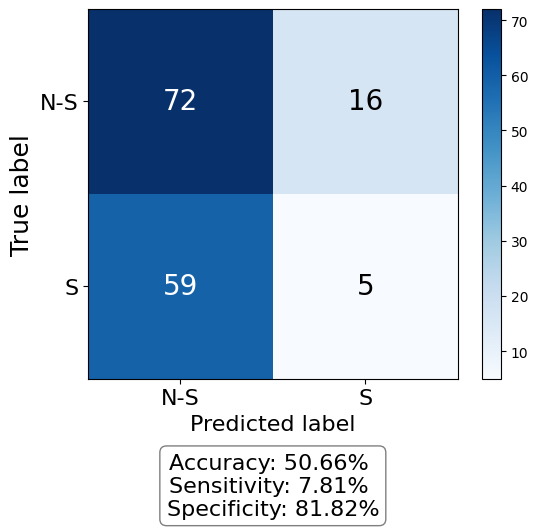 True label
N-S
72
16
S
59
5
N-S
S
Predicted label
70
60
50
40
30
20
10
Accuracy: 50.66%
Sensitivity: 7.81%
Specificity: 81.82%